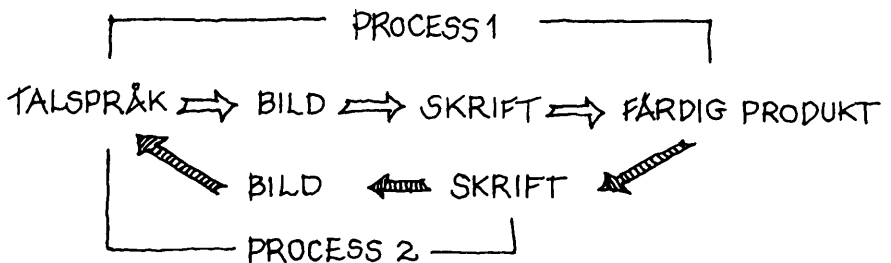 PROCESS 1
TALSPRÅK BILD SKRIFT FÄRDIG PRODUKT
BILD SKRIFT
PROCESS 2